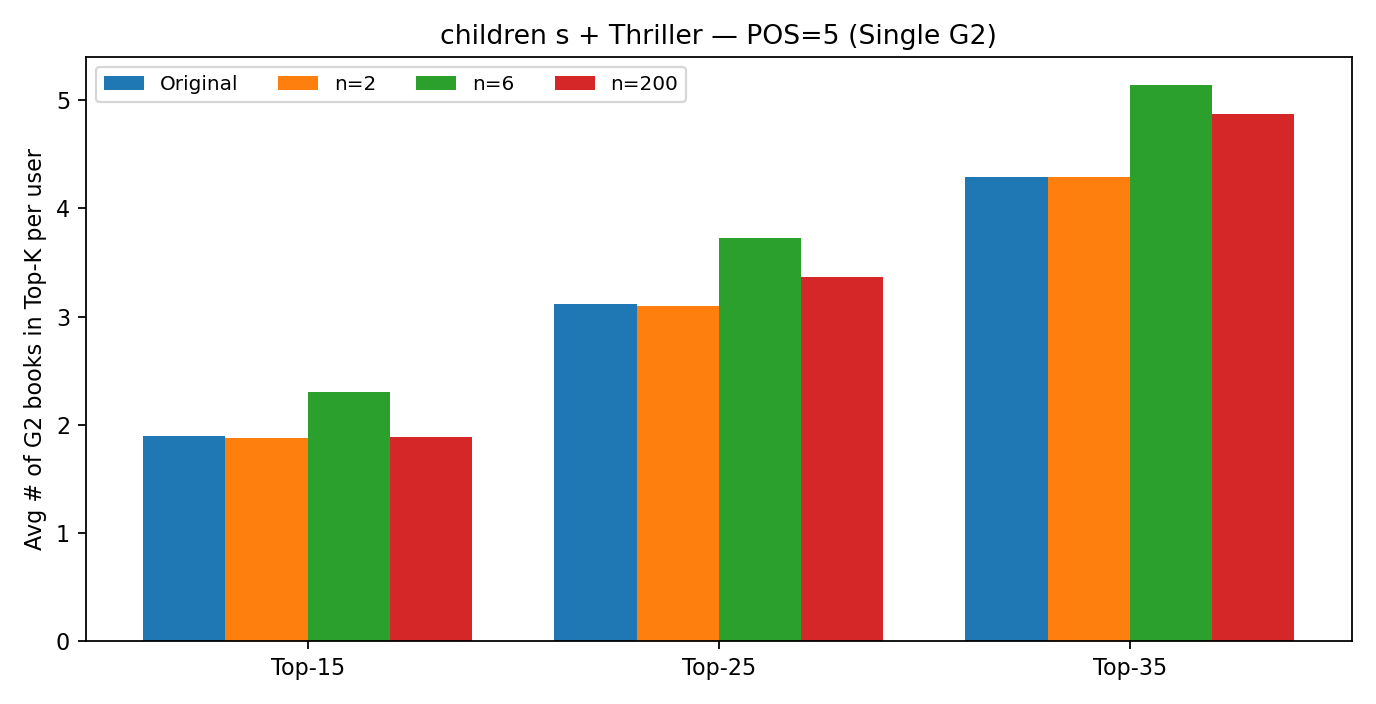 children s + Thriller — POS=5 (Single G2)
Original n=2 n=6 n=200
Avg # of G2 books in Top-K per user
5
4
3
2
1
0
Top-15 Top-25 Top-35